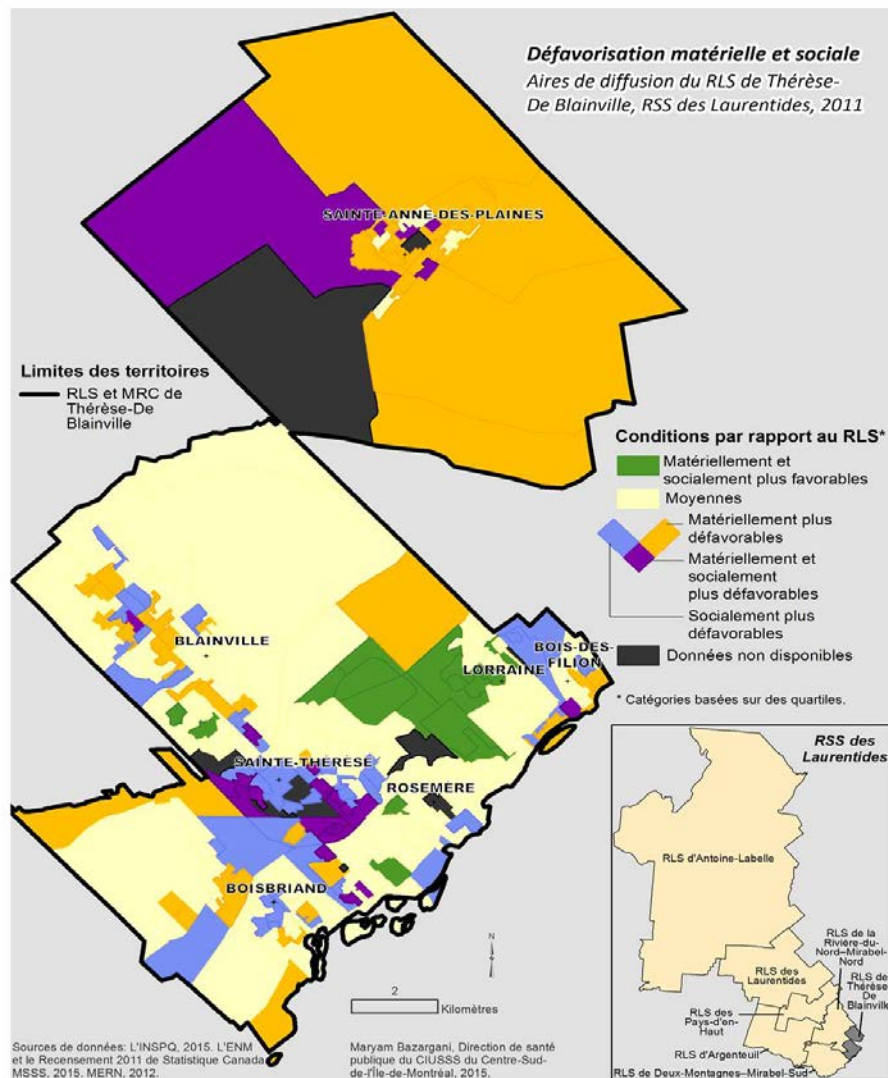 Défavorisation matérielle et sociale
Aires de diffusion du RLS de Thérèse-
De Blainville, RSS des Laurentides, 2011
SAINTE-ANNE-DES-PLAINES
Limites des territoires
RLS et MRC de
Thérèse-De
Blainville
Conditions par rapport au RLS*
Matériellement et
socialement plus favorables
Moyennes
Matériellement plus
défavorables
Matériellement et
socialement
plus défavorables
Socialement plus
défavorables
Données non disponibles
* Catégories basées sur des quartiles.
BLAINVILLE
BOIS-DES-
FILION
LORRAINE
SAINTE-THÉRÈSE
ROSEMÈRE
BOISBRIAND
N
2
Kilomètres
RSS des
Laurentides
RLS d'Antoine-Labelle
RLS de la
Rivière-du-
Nord–Mirabel-
Nord
RLS des
Laurentides
RLS de
Thérèse
De
Blainville
RLS des
Pays-d'en-
Haut
RLS d'Argenteuil
RLS de Deux-Montagnes–Mirabel-Sud
Sources de données: L'INSPQ, 2015. L'ENM
et le Recensement 2011 de Statistique Canada
MSSS, 2015. MERN, 2012.
Maryam Bazargani, Direction de santé
publique du CIUSSS du Centre-Sud-
de-l'Île-de-Montréal, 2015.